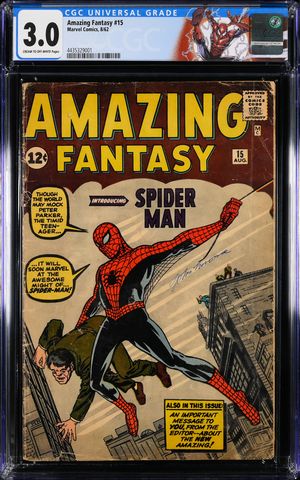 CGC UNIVERSAL GRADE
3.0
CREAM TO OFF-WHITE Pages
Amazing Fantasy #15
Marvel Comics, 8/62
4435329001
CGC
APPROVED
BY THE
COMICS
CODE
AUTHORITY
AMAZING
FANTASY
12¢
MC
15
AUG.
INTRODUCING
SPIDER
MAN
THOUGH
THE WORLD
MAY MOCK
PETER
PARKER,
THE TIMID
TEEN-
AGER...
...IT WILL
SOON MARVEL
AT THE
AWESOME
MIGHT OF...
SPIDER-MAN!
ALSO IN THIS ISSUE:
AN IMPORTANT
MESSAGE TO
YOU, FROM THE
EDITOR--ABOUT
THE NEW
AMAZING!